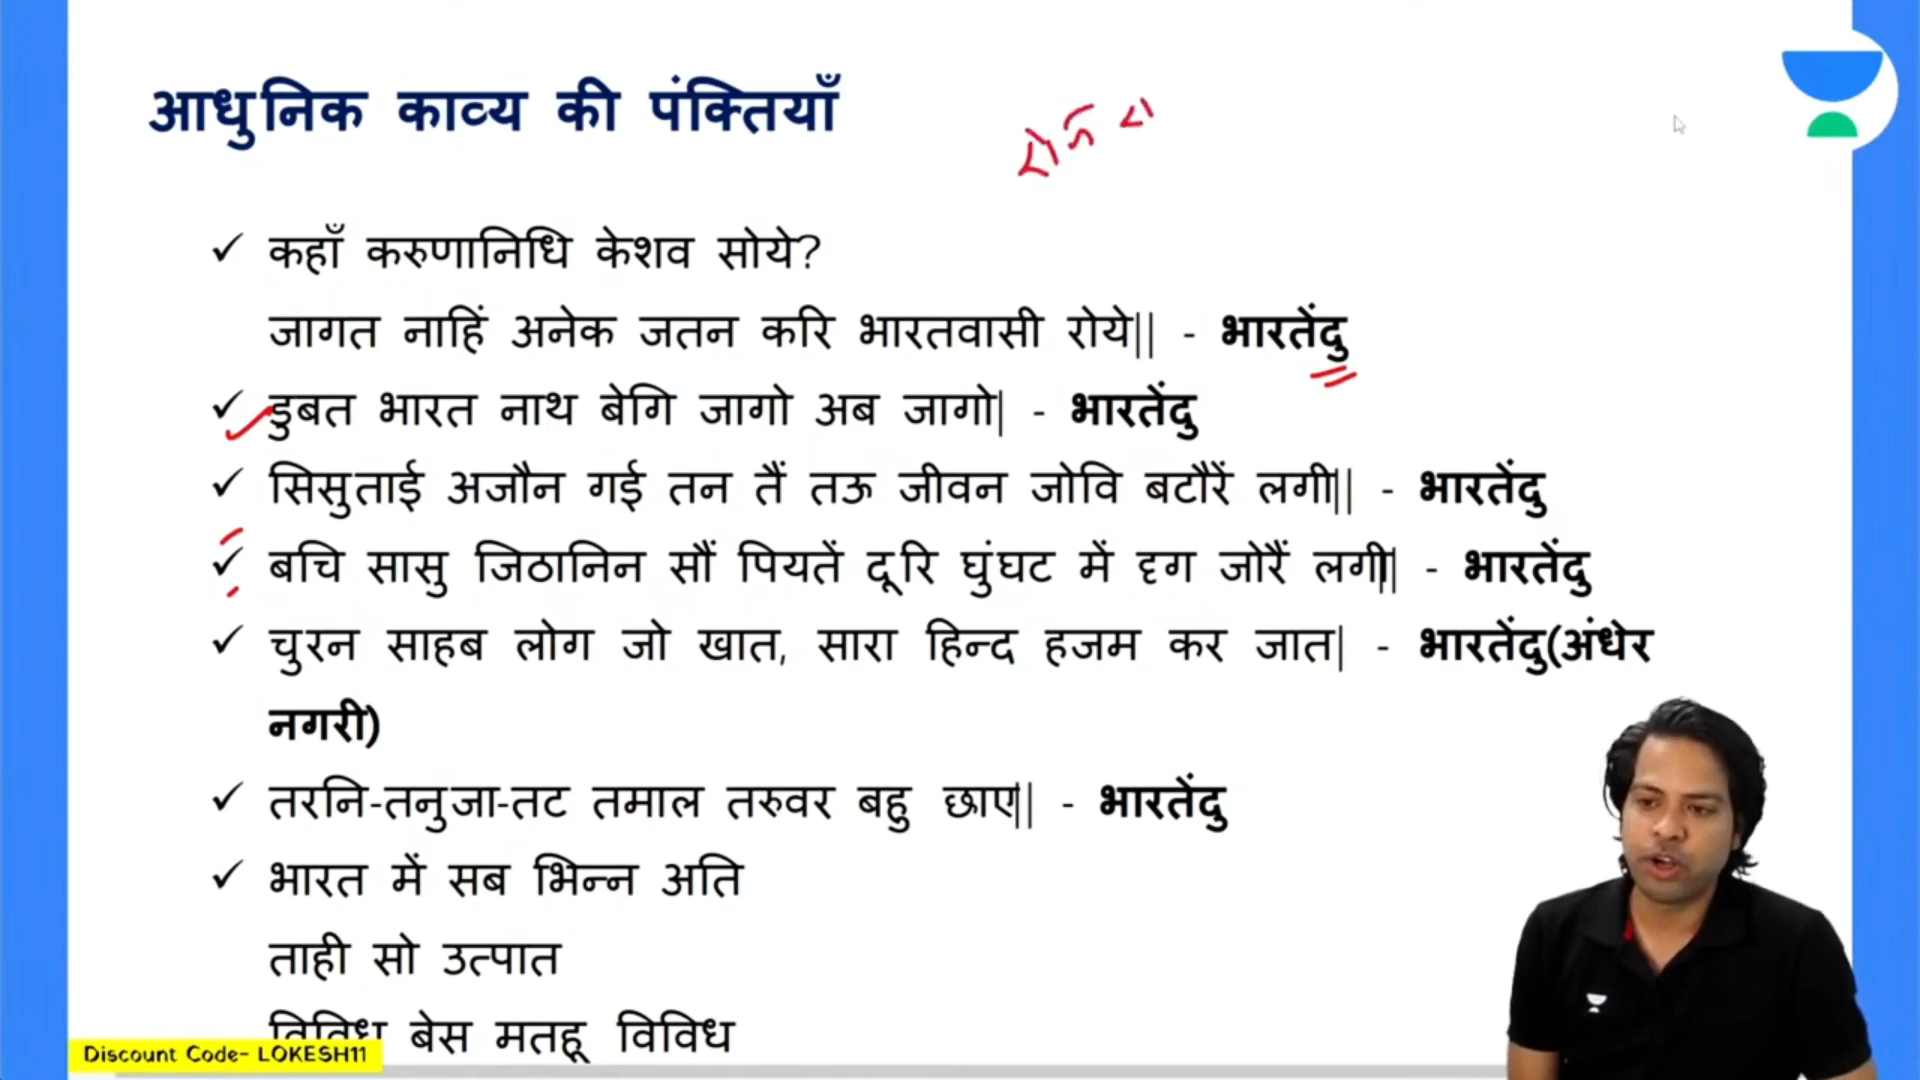 आधुनिक काव्य की पंक्तियाँ
✓ कहाँ करुणानिधि केशव सोये?
जागत नाहिं अनेक जतन करि भारतवासी रोये|| - भारतेंदु
✓ डुबत भारत नाथ बेगि जागो अब जागो| - भारतेंदु
✓ सिसुताई अजौन गई तन तैं तऊ जीवन जोवि बटौरैं लगी|| - भारतेंदु
✓ बचि सासु जिठानिन सौं पियतें दूरि घुंघट में दृग जोरैं लगी|| - भारतेंदु
✓ चुरन साहब लोग जो खात, सारा हिन्द हजम कर जात| - भारतेंदु(अंधेर
नगरी)
✓ तरनि-तनुजा-तट तमाल तरुवर बहु छाए|| - भारतेंदु
✓ भारत में सब भिन्न अति
ताही सो उत्पात
विविध बेस मतहू विविध
Discount Code- LOKESH11